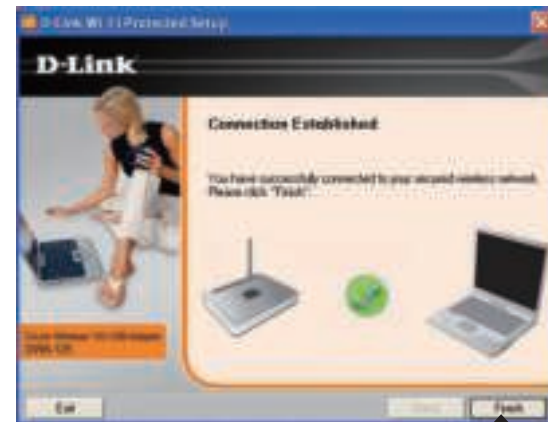 D-Link Wi-Fi Protected Setup
D-Link
Connection Established
You have successfully connected to your secured wireless network.
Please click "Finish".
Exit
Finish